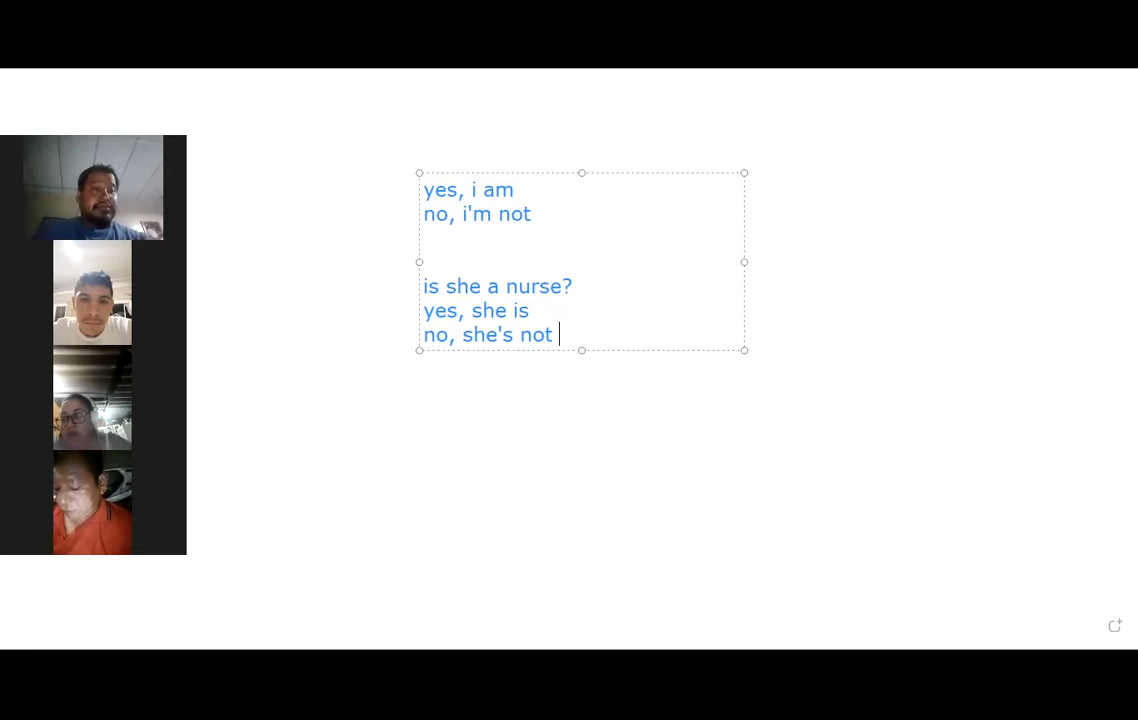 yes, i am
no, i'm not
is she a nurse?
yes, she is
no, she's not